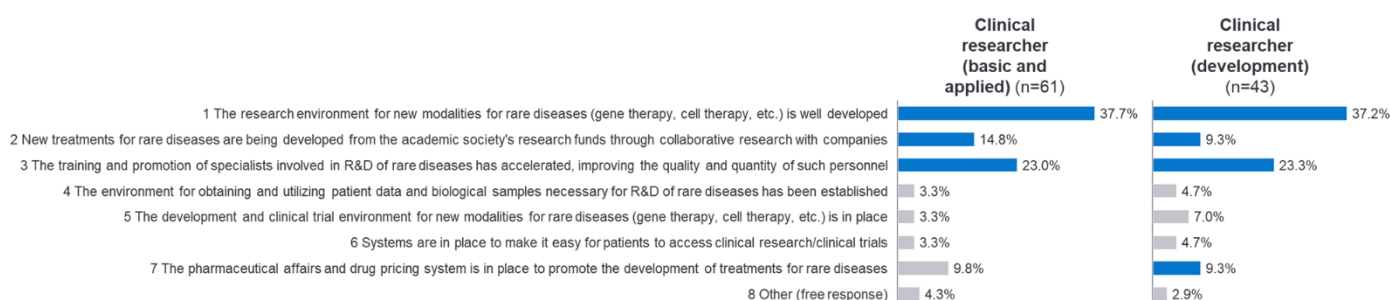 Clinical
researcher
(basic and
applied) (n=61)
Clinical
researcher
(development)
(n=43)
1 The research environment for new modalities for rare diseases (gene therapy, cell therapy, etc.) is well developed 37.7% 37.2%
2 New treatments for rare diseases are being developed from the academic society's research funds through collaborative research with companies 14.8% 9.3%
3 The training and promotion of specialists involved in R&D of rare diseases has accelerated, improving the quality and quantity of such personnel 23.0% 23.3%
4 The environment for obtaining and utilizing patient data and biological samples necessary for R&D of rare diseases has been established 3.3% 4.7%
5 The development and clinical trial environment for new modalities for rare diseases (gene therapy, cell therapy, etc.) is in place 3.3% 7.0%
6 Systems are in place to make it easy for patients to access clinical research/clinical trials 3.3% 4.7%
7 The pharmaceutical affairs and drug pricing system is in place to promote the development of treatments for rare diseases 9.8% 9.3%
8 Other (free response) 4.3% 2.9%